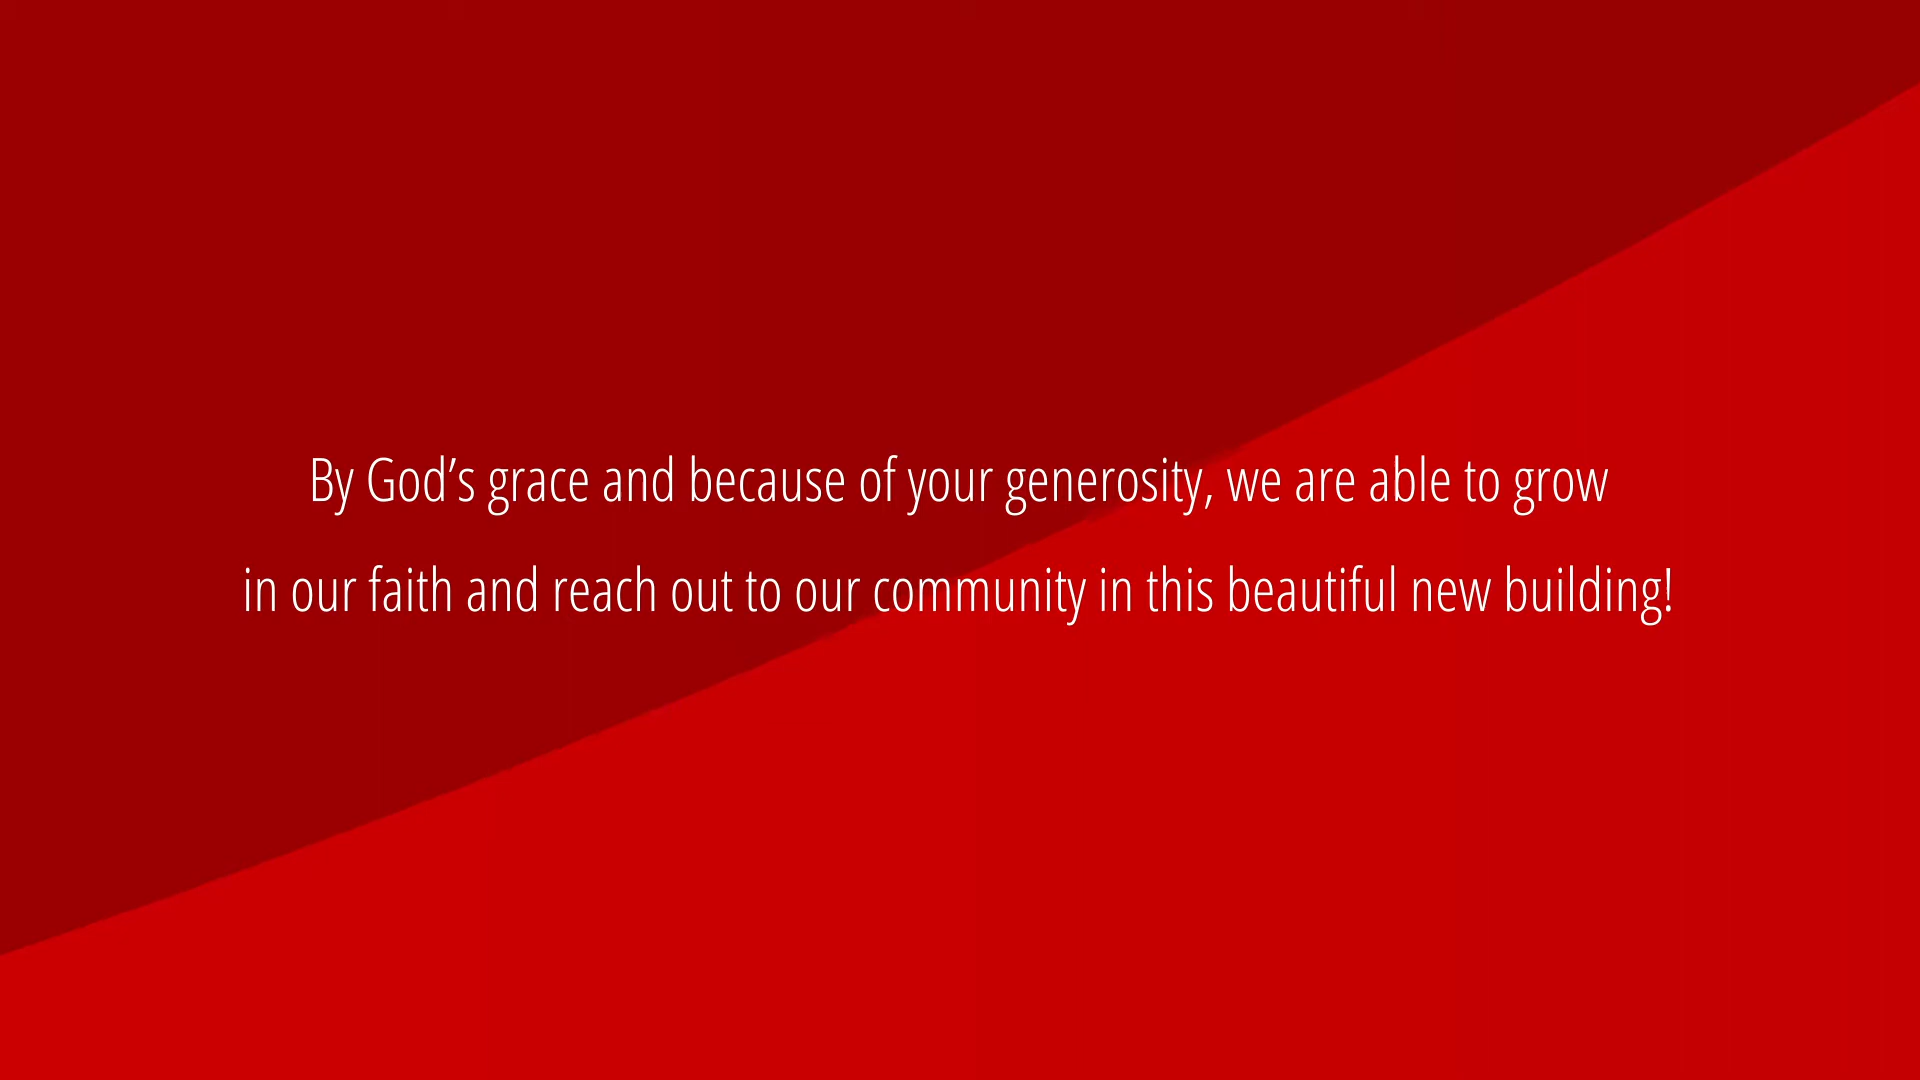 By God’s grace and because of your generosity, we are able to grow
in our faith and reach out to our community in this beautiful new building!